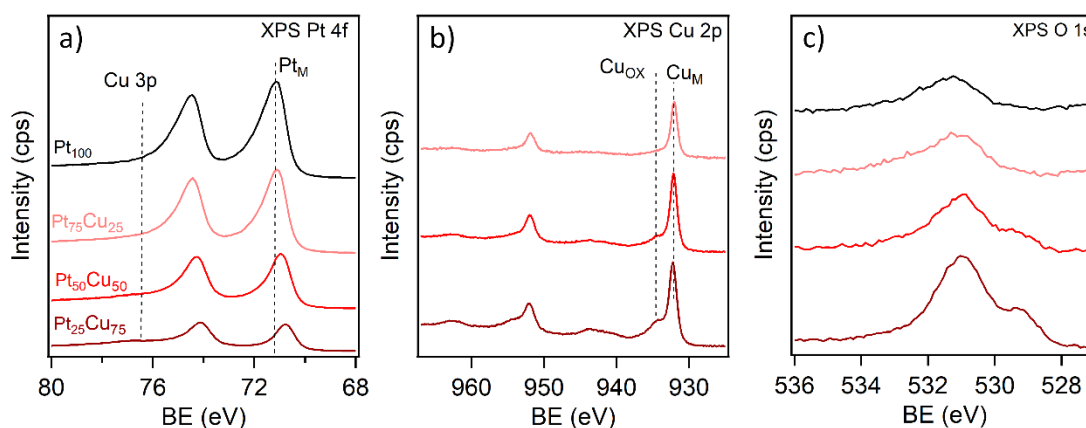 a)
XPS Pt 4f
Cu 3p
PtM
Pt100
Pt75Cu25
Pt50Cu50
Pt25Cu75
Intensity (cps)
80 76 72 68
BE (eV)
b)
XPS Cu 2p
CuOX
CuM
Intensity (cps)
960 950 940 930
BE (eV)
c)
XPS O 1s
Intensity (cps)
536 534 532 530 528
BE (eV)